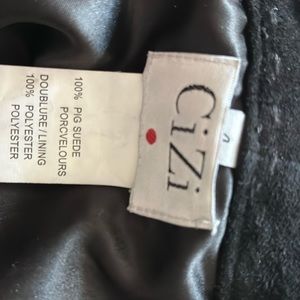 CiZi
100% PIG SUEDE
PORCVELOURS
DOUBLURE / LINING
100% POLYESTER
POLYESTER